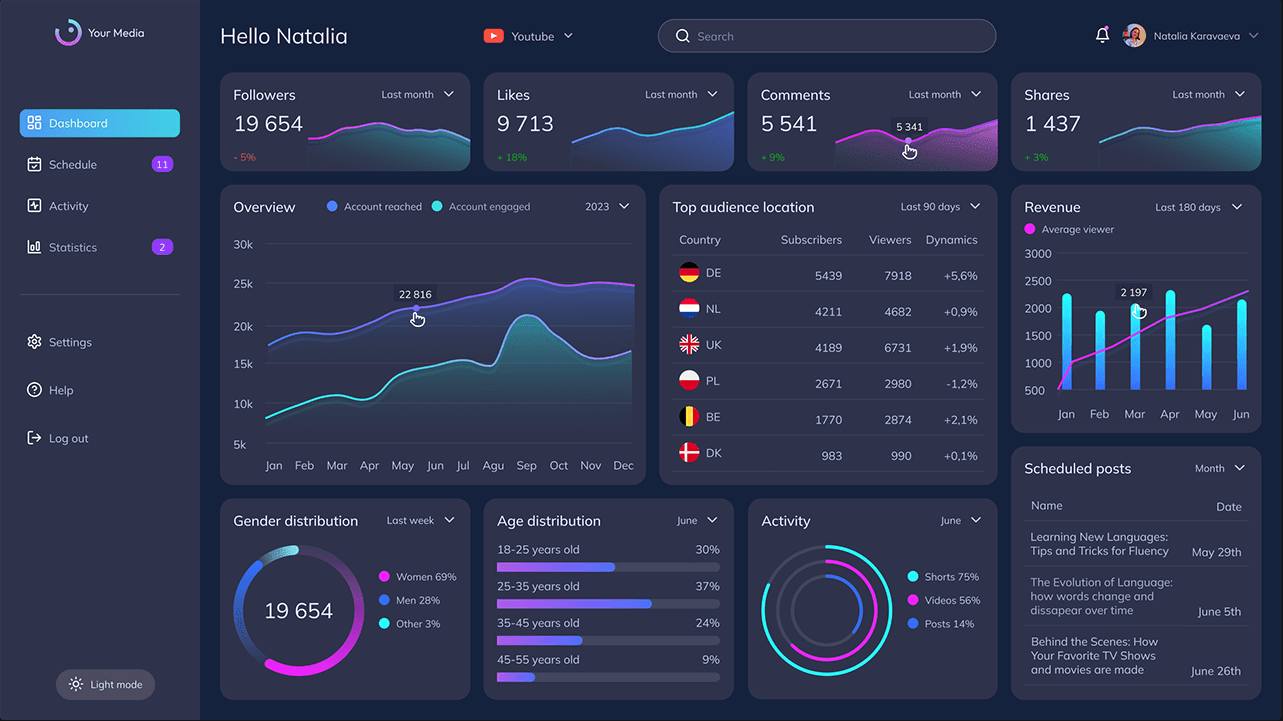 Your Media
Hello Natalia
Youtube
Search
Natalia Karavaeva
Dashboard
Schedule 11
Activity
Statistics 2
Settings
Help
Log out
Light mode
Followers Last month
19 654
- 5%
Likes Last month
9 713
+ 18%
Comments Last month
5 541
5 341
+ 9%
Shares Last month
1 437
+ 3%
Overview Account reached Account engaged 2023
30k
25k
22 816
20k
15k
10k
5k
Jan Feb Mar Apr May Jun Jul Agu Sep Oct Nov Dec
Top audience location Last 90 days
Country Subscribers Viewers Dynamics
DE 5439 7918 +5,6%
NL 4211 4682 +0,9%
UK 4189 6731 +1,9%
PL 2671 2980 -1,2%
BE 1770 2874 +2,1%
DK 983 990 +0,1%
Revenue Last 180 days
Average viewer
3000
2500
2 197
2000
1500
1000
500
Jan Feb Mar Apr May Jun
Gender distribution Last week
19 654
Women 69%
Men 28%
Other 3%
Age distribution June
18-25 years old 30%
25-35 years old 37%
35-45 years old 24%
45-55 years old 9%
Activity June
Shorts 75%
Videos 56%
Posts 14%
Scheduled posts Month
Name Date
Learning New Languages:
Tips and Tricks for Fluency May 29th
The Evolution of Language:
how words change and
dissapear over time June 5th
Behind the Scenes: How
Your Favorite TV Shows
and movies are made June 26th